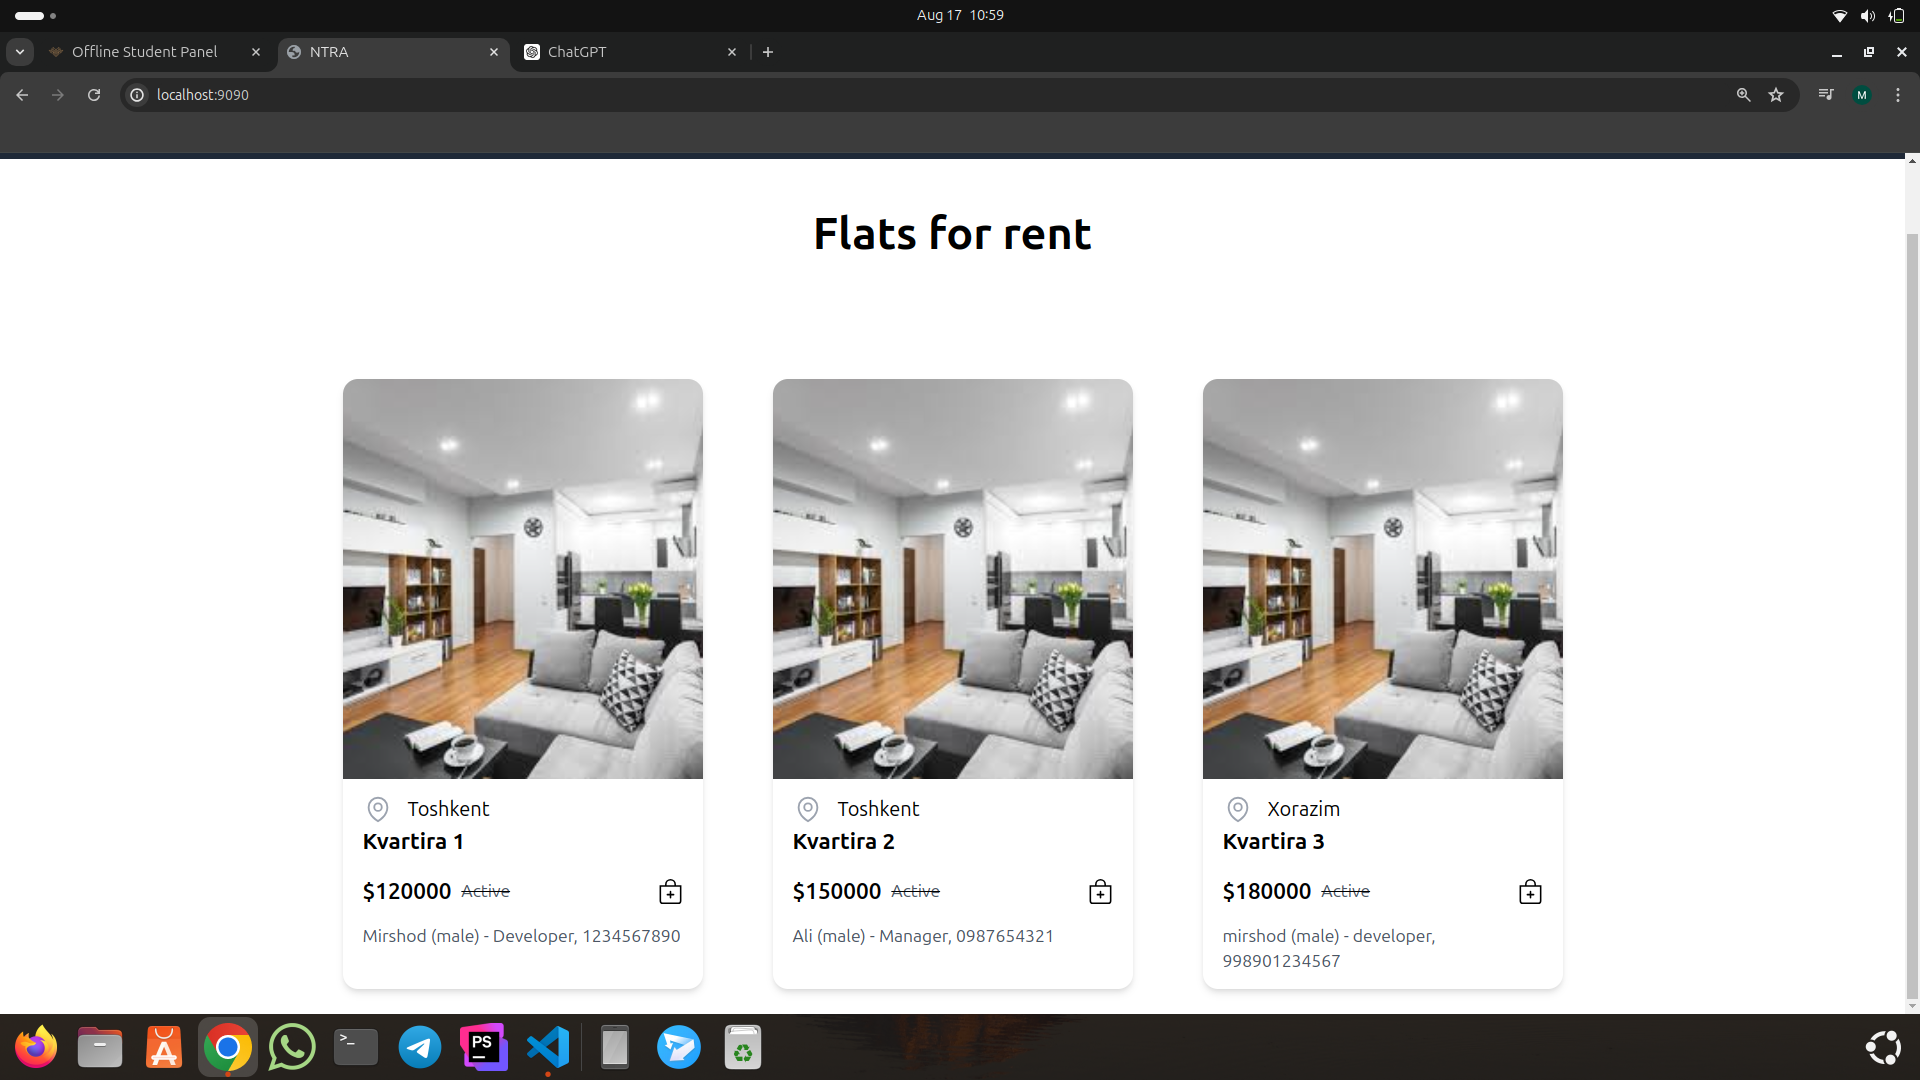 Aug 17 10:59
Offline Student Panel
NTRA
ChatGPT
localhost:9090
M
Flats for rent
Toshkent
Kvartira 1
$120000 Active
Mirshod (male) - Developer, 1234567890
Toshkent
Kvartira 2
$150000 Active
Ali (male) - Manager, 0987654321
Xorazim
Kvartira 3
$180000 Active
mirshod (male) - developer,
998901234567
>_
PS